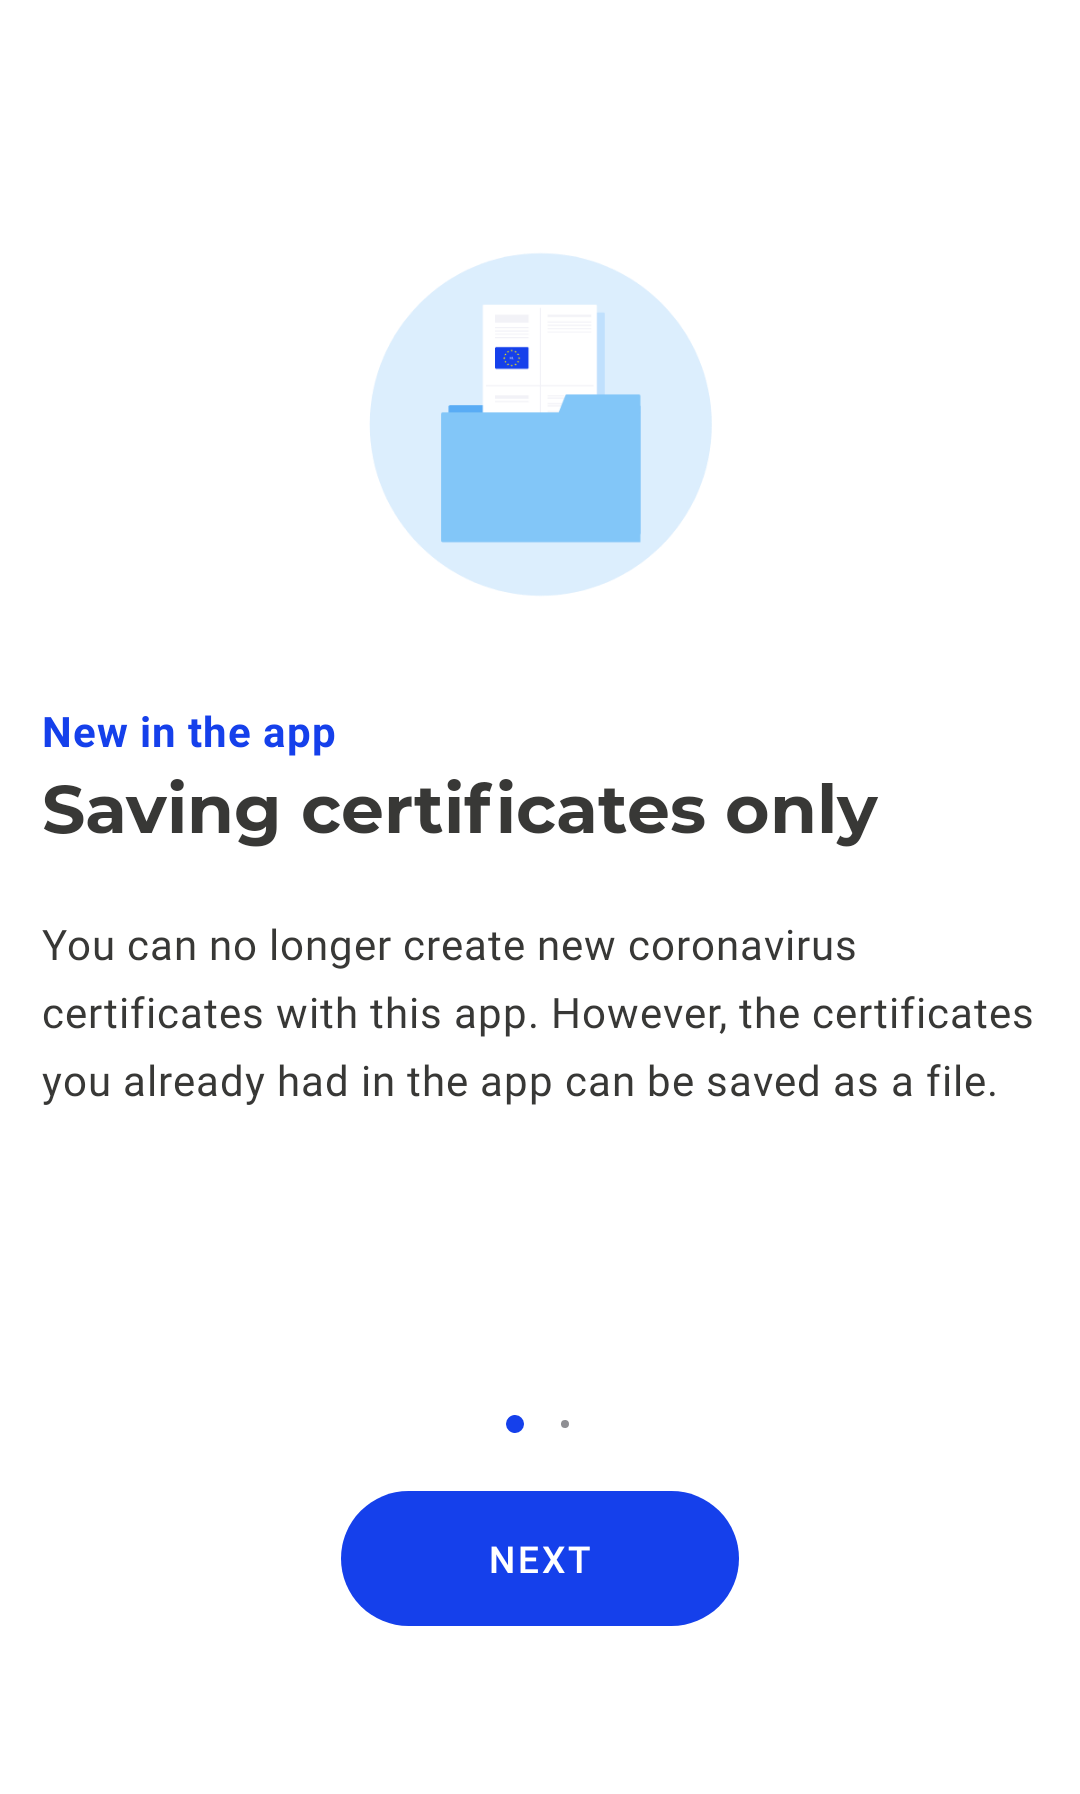 New in the app
Saving certificates only
You can no longer create new coronavirus
certificates with this app. However, the certificates
you already had in the app can be saved as a file.
NEXT